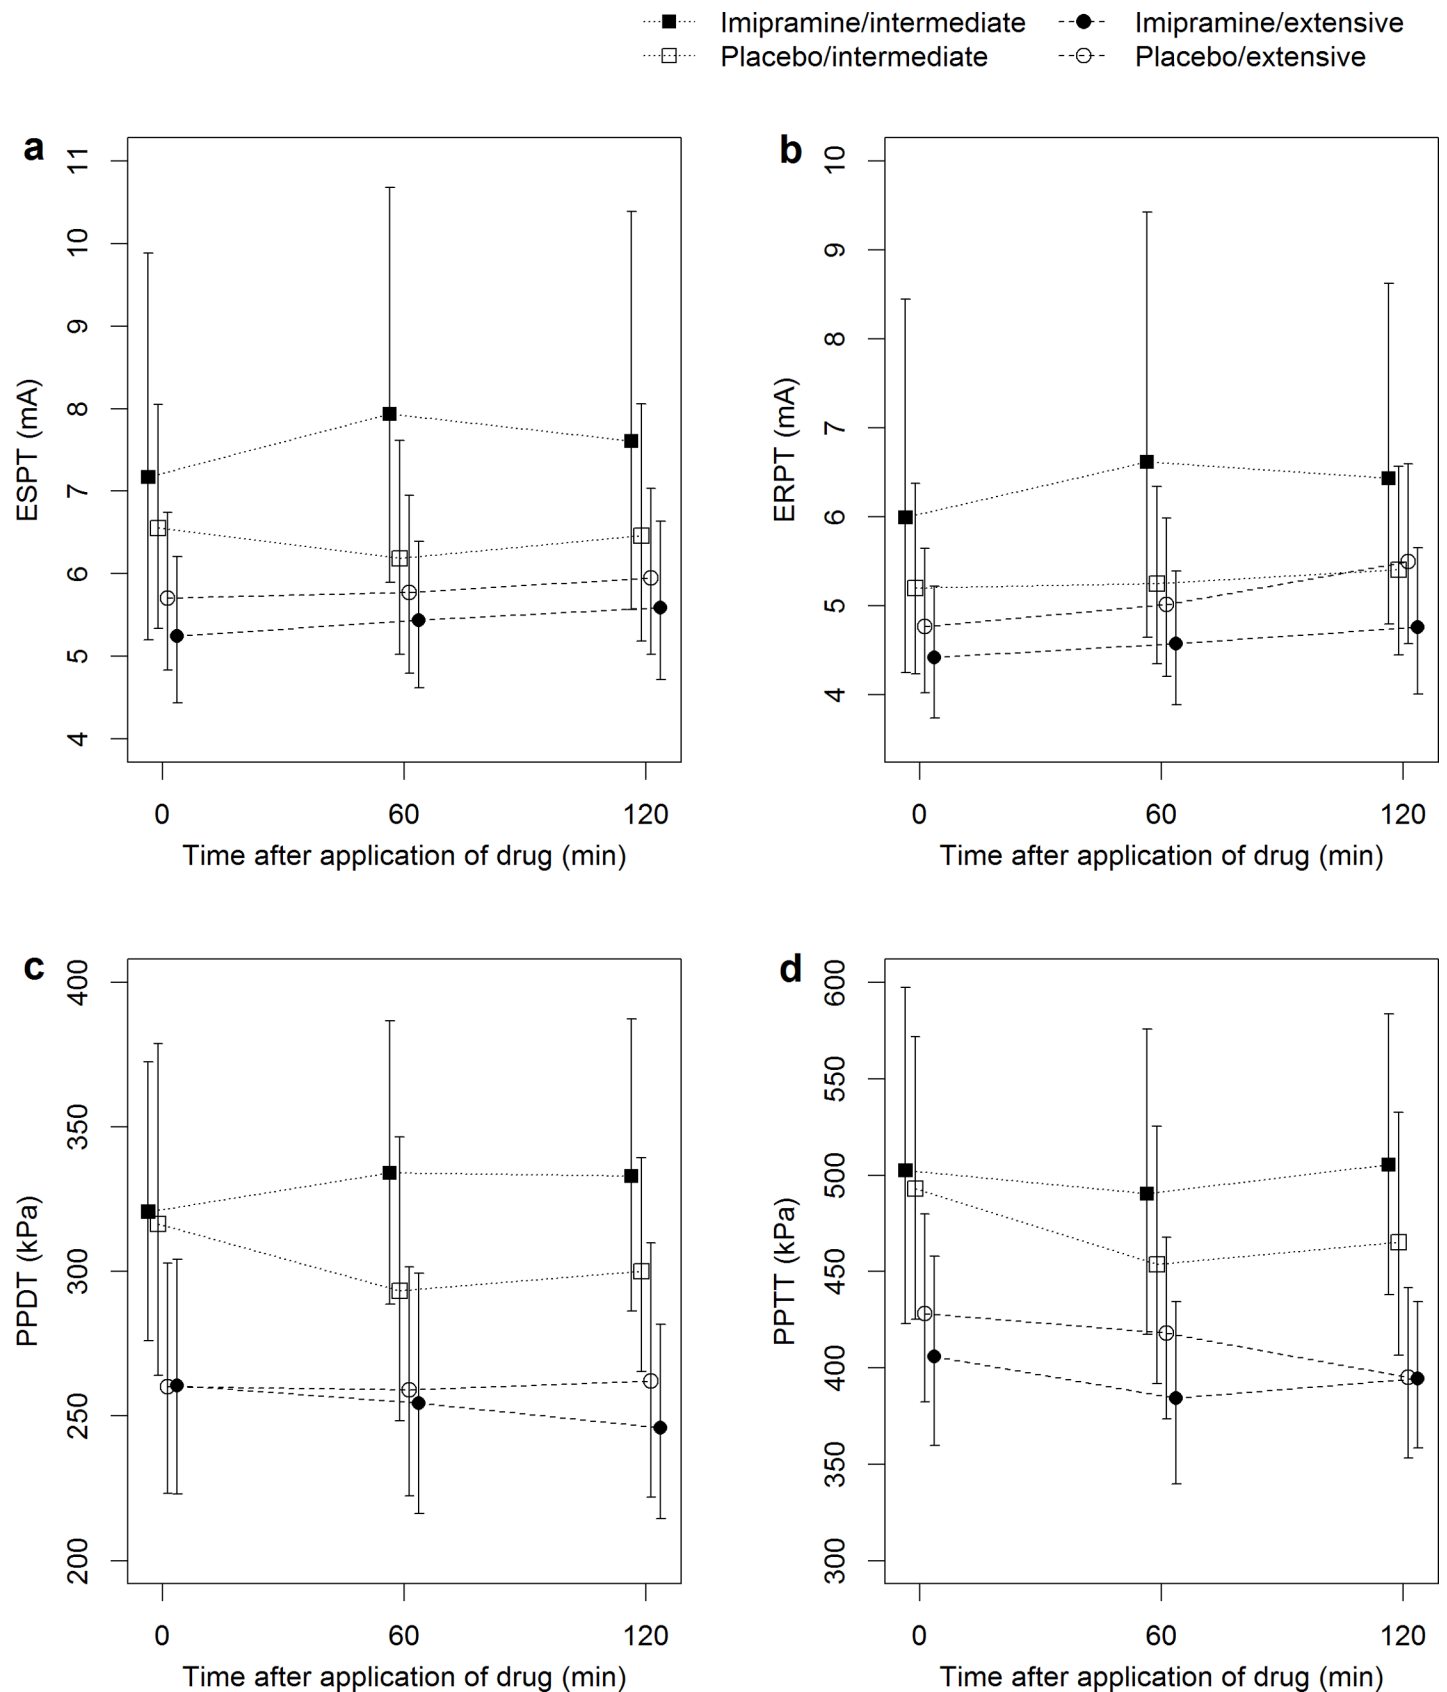 Imipramine/intermediate Imipramine/extensive
Placebo/intermediate Placebo/extensive
a
11
10
9
8
7
6
5
4
ESPT (mA)
0 60 120
Time after application of drug (min)
b
10
9
8
7
6
5
4
ERPT (mA)
0 60 120
Time after application of drug (min)
c
400
350
300
250
200
PPDT (kPa)
0 60 120
Time after application of drug (min)
d
600
550
500
450
400
350
300
PPTT (kPa)
0 60 120
Time after application of drug (min)